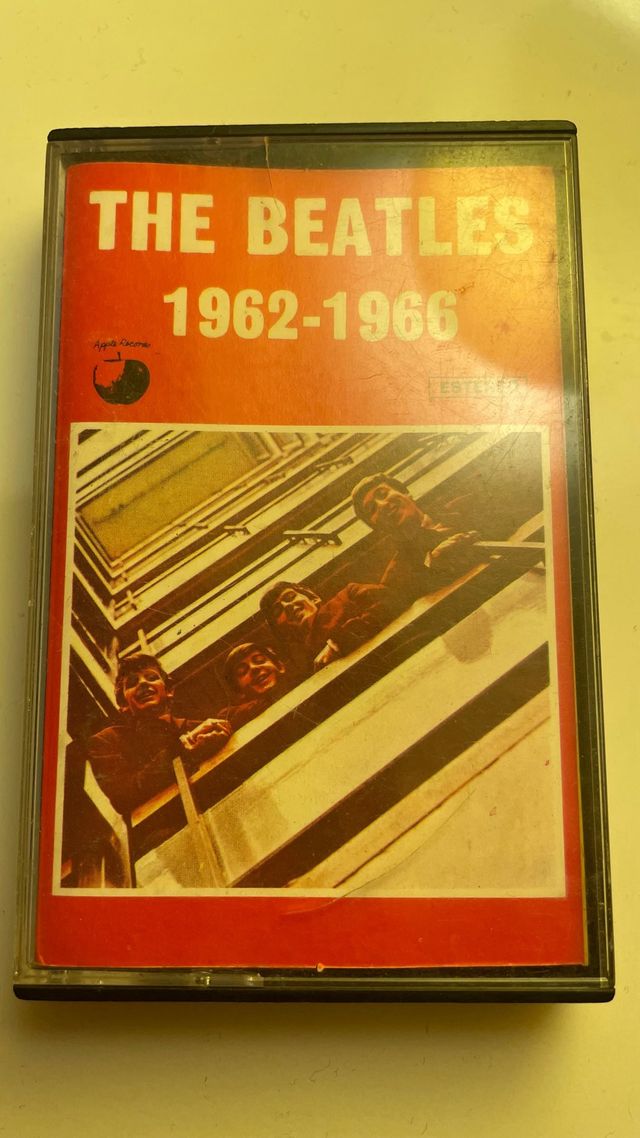 THE BEATLES
1962-1966
Apple Records
ESTEREO